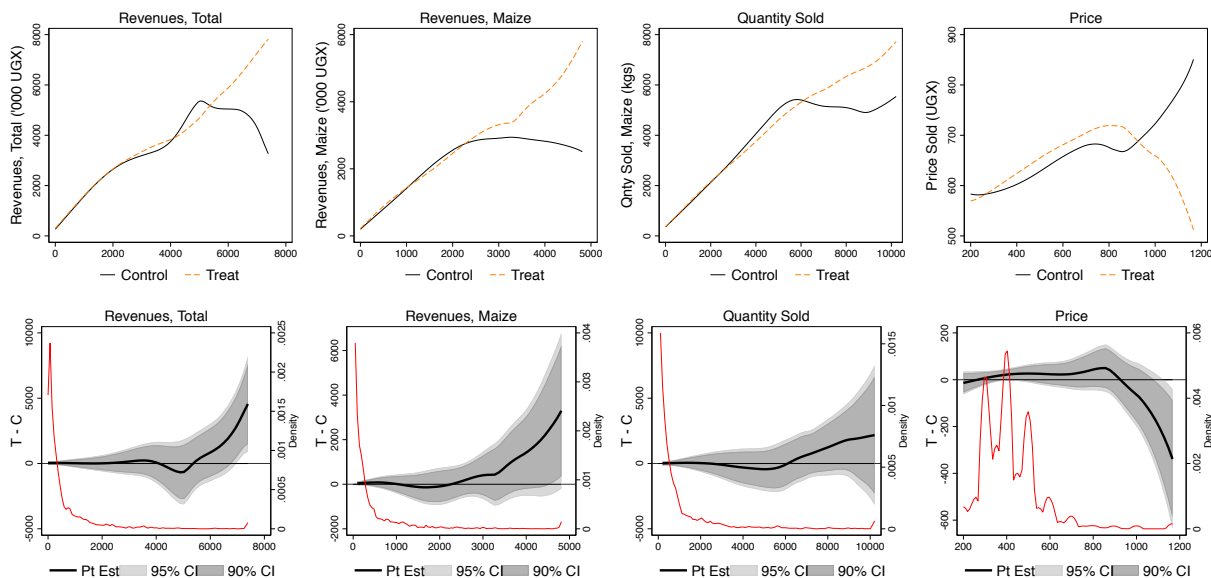 Revenues, Total
Revenues, Total ('000 UGX)
0 2000 4000 6000 8000
0 2000 4000 6000 8000
Control Treat
Revenues, Maize
Revenues, Maize ('000 UGX)
0 2000 4000 6000
0 1000 2000 3000 4000 5000
Control Treat
Quantity Sold
Qnty Sold, Maize (kgs)
0 2000 4000 6000 8000
0 2000 4000 6000 8000 10000
Control Treat
Price
Price Sold (UGX)
500 600 700 800 900
200 400 600 800 1000 1200
Control Treat
Revenues, Total
T - C
-5000 0 5000 10000
Density
0 .0005 .001 .0015 .002 .0025
0 2000 4000 6000 8000
Pt Est 95% CI 90% CI
Revenues, Maize
T - C
-2000 0 2000 4000 6000
Density
0 .001 .002 .003 .004
0 1000 2000 3000 4000 5000
Pt Est 95% CI 90% CI
Quantity Sold
T - C
-5000 0 5000 10000
Density
0 .0005 .001 .0015
0 2000 4000 6000 8000 10000
Pt Est 95% CI 90% CI
Price
T - C
-600 -400 -200 0 200
Density
0 .002 .004 .006
200 400 600 800 1000 1200
Pt Est 95% CI 90% CI